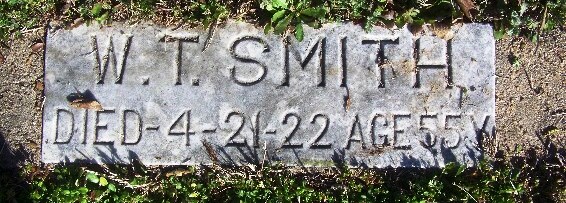 W. T. SMITH
DIED-4-21-22 AGE 55 Y